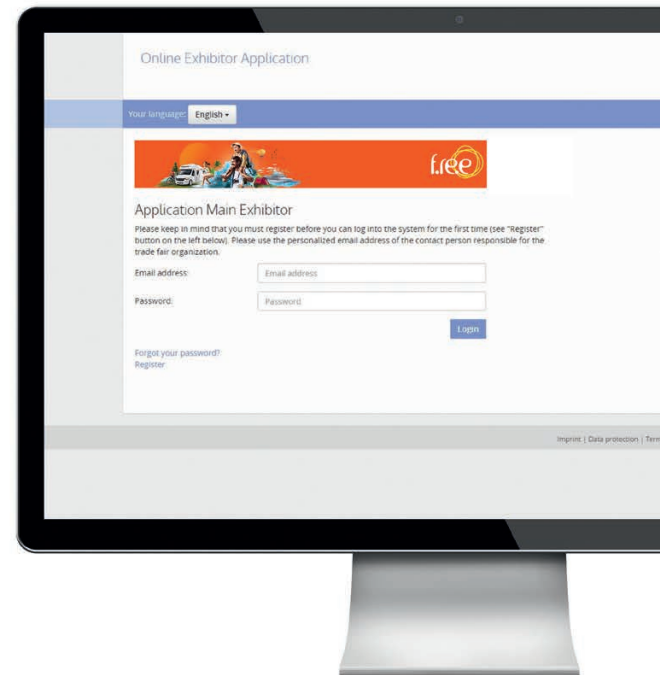 Online Exhibitor Application
Your language: English
f.ree
Application Main Exhibitor
Please keep in mind that you must register before you can log into the system for the first time (see "Register"
button on the left below). Please use the personalized email address of the contact person responsible for the
trade fair organization.
Email address: Email address
Password: Password
Login
Forgot your password?
Register
Imprint | Data protection |